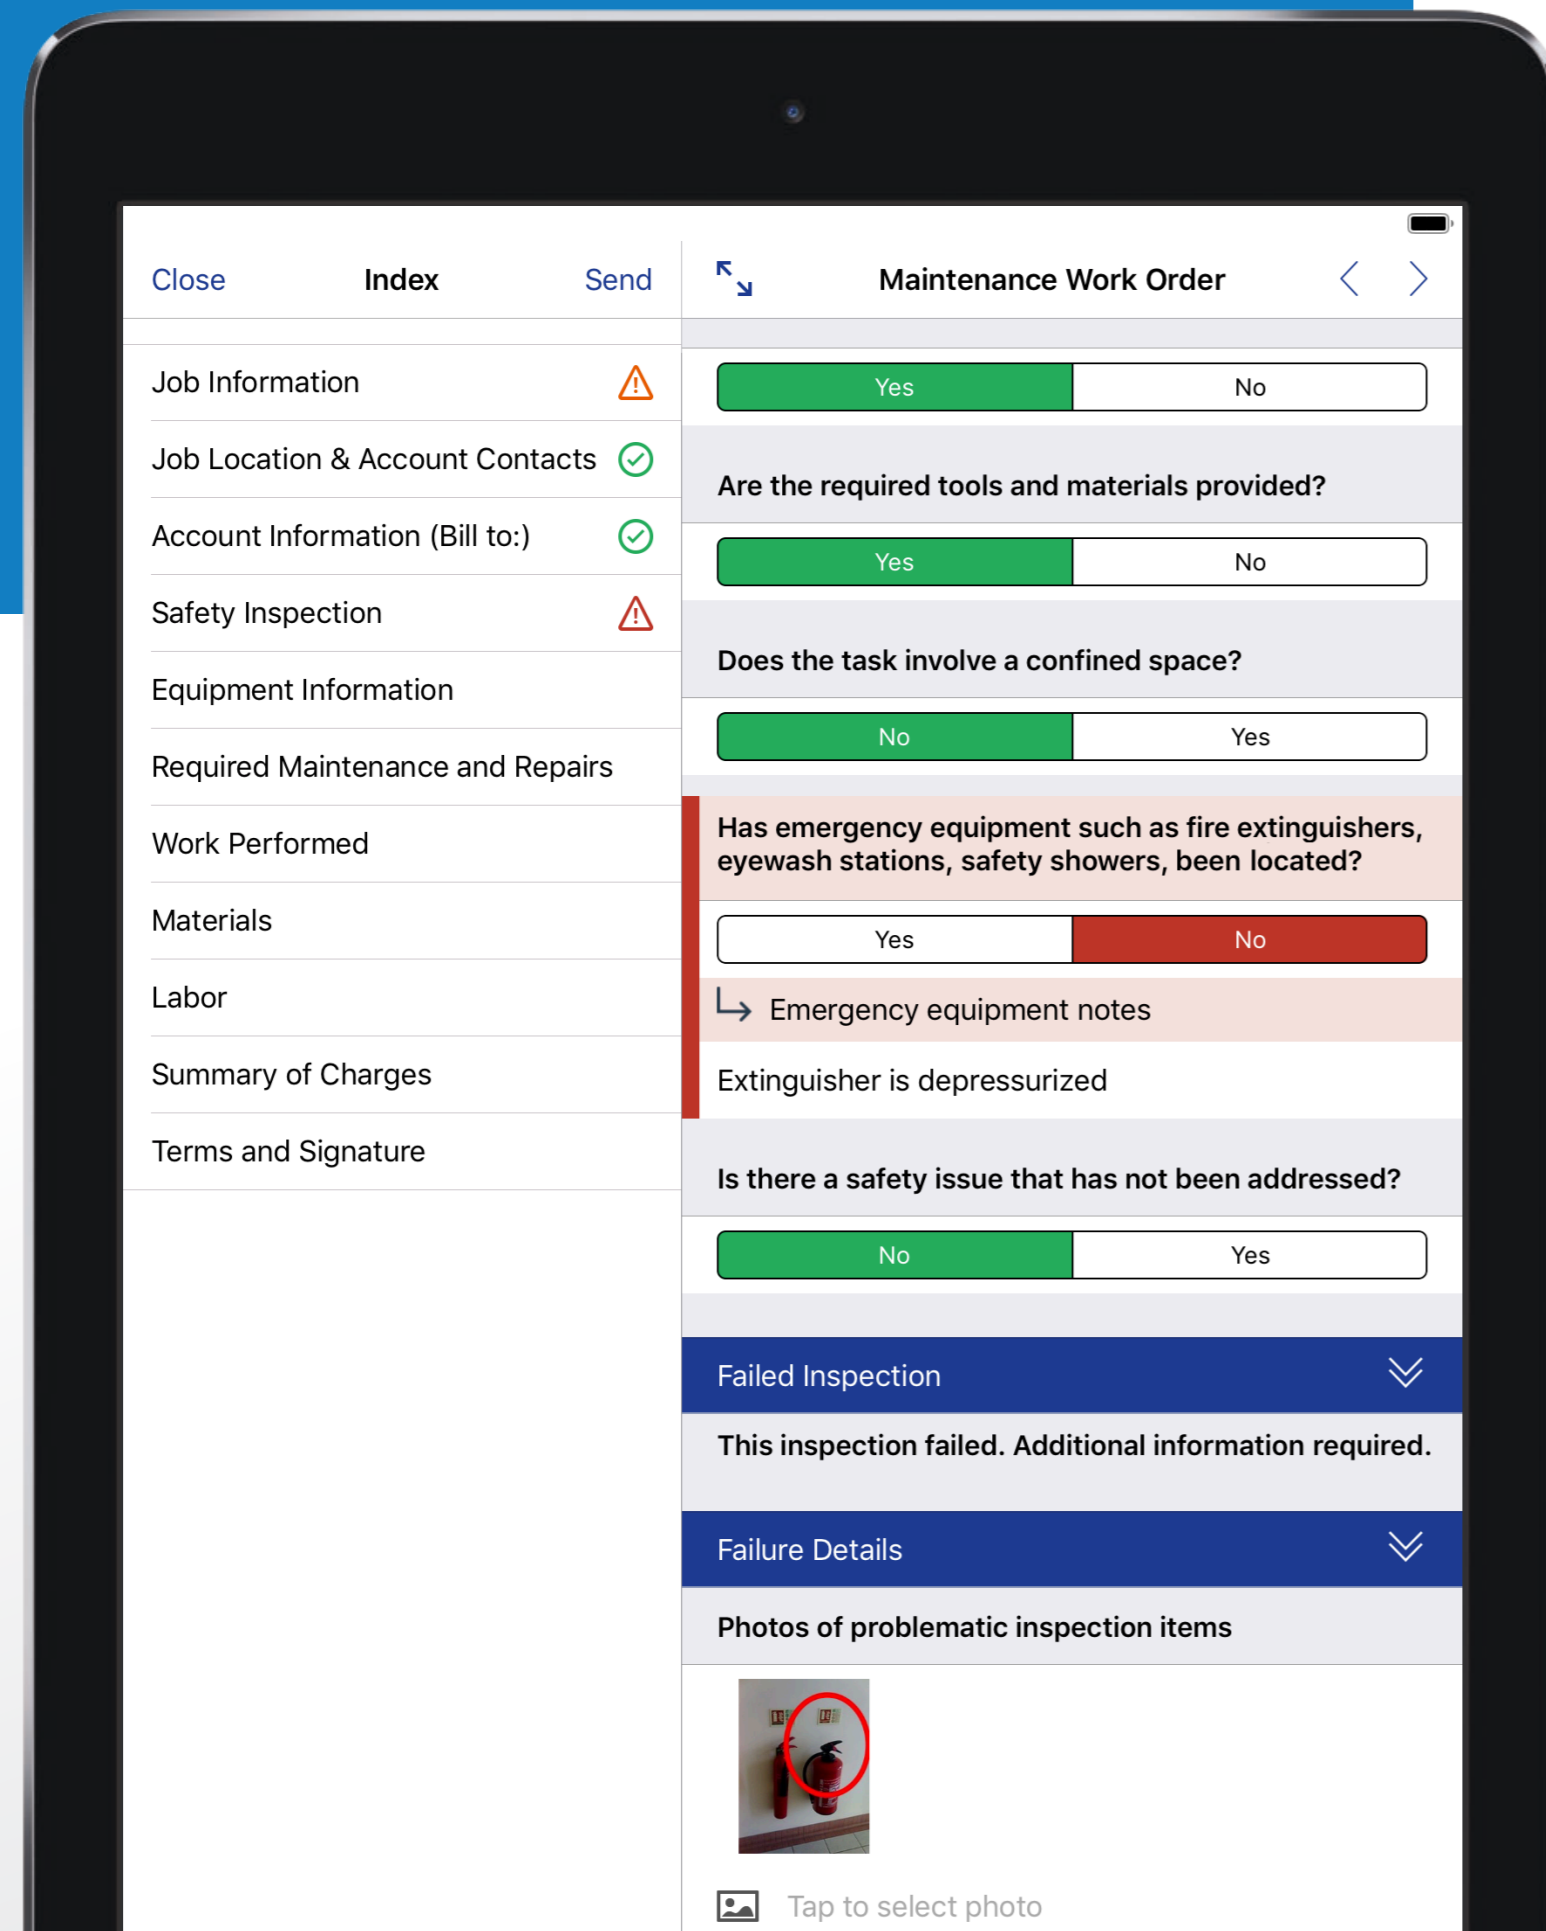 Close
Index
Send
Job Information
Job Location & Account Contacts
Account Information (Bill to:)
Safety Inspection
Equipment Information
Required Maintenance and Repairs
Work Performed
Materials
Labor
Summary of Charges
Terms and Signature
Maintenance Work Order
Yes
No
Are the required tools and materials provided?
Yes
No
Does the task involve a confined space?
No
Yes
Has emergency equipment such as fire extinguishers,
eyewash stations, safety showers, been located?
Yes
No
Emergency equipment notes
Extinguisher is depressurized
Is there a safety issue that has not been addressed?
No
Yes
Failed Inspection
This inspection failed. Additional information required.
Failure Details
Photos of problematic inspection items
Tap to select photo